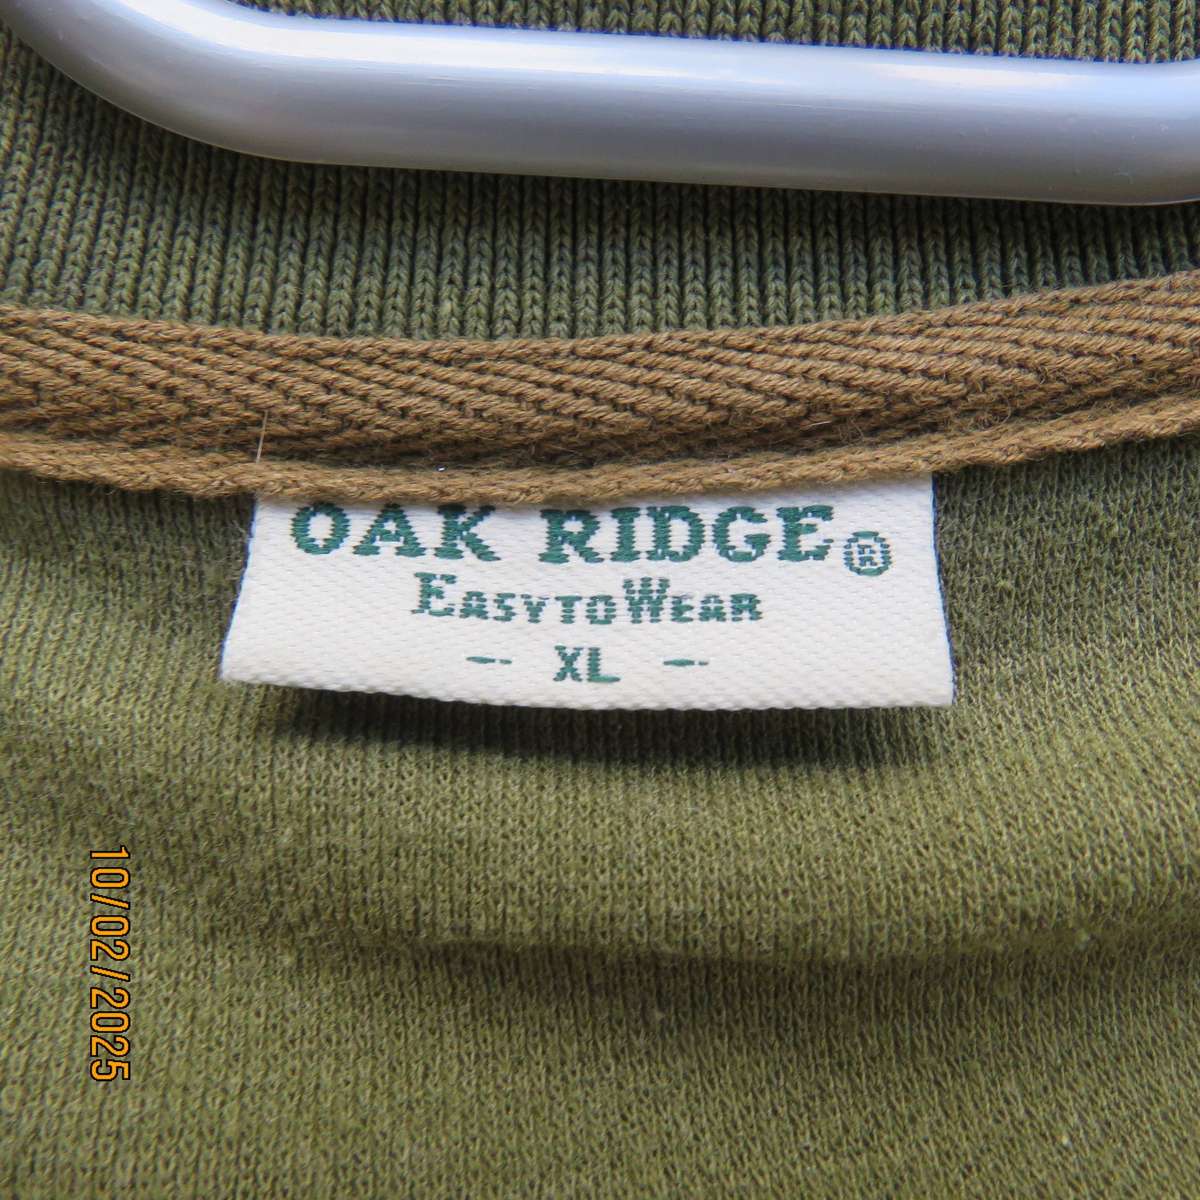 OAK RIDGE®
EASYTOWEAR
- XL -
10/02/2025